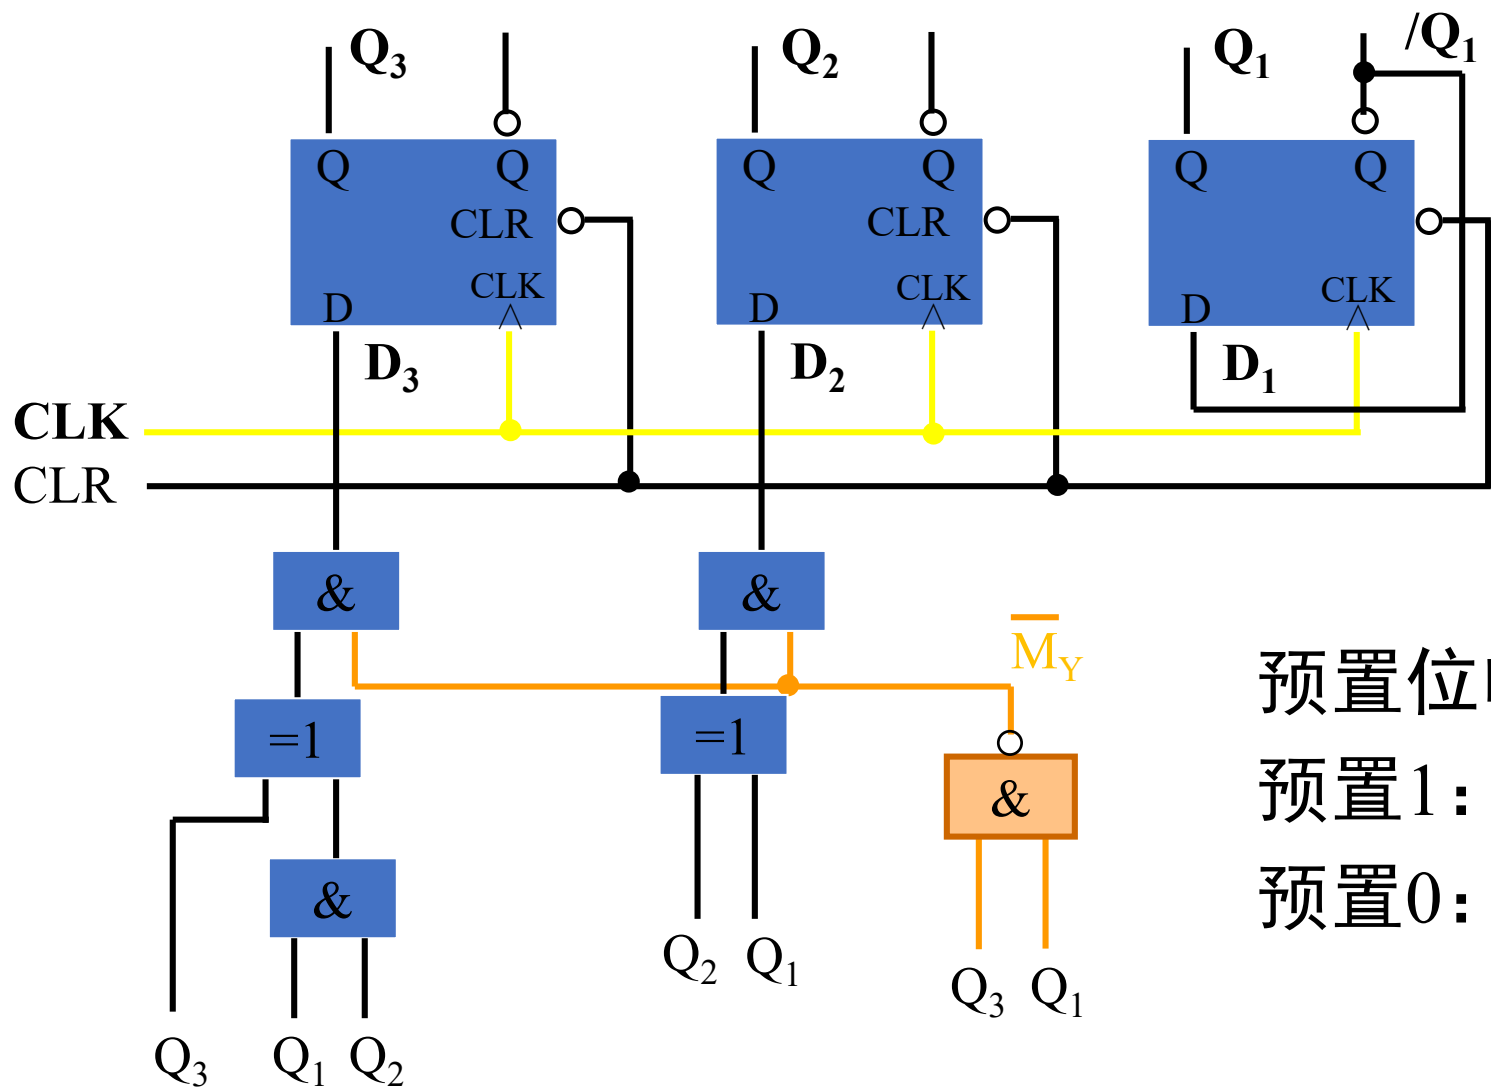 Q3 Q2 Q1 /Q1
Q Q Q Q Q Q
CLR CLR
CLK CLK CLK
D D D
D3 D2 D1
CLK
CLR
& &
M̅Y
预置位
=1 =1
& 预置1：
& 预置0：
Q2 Q1 Q3 Q1
Q3 Q1 Q2